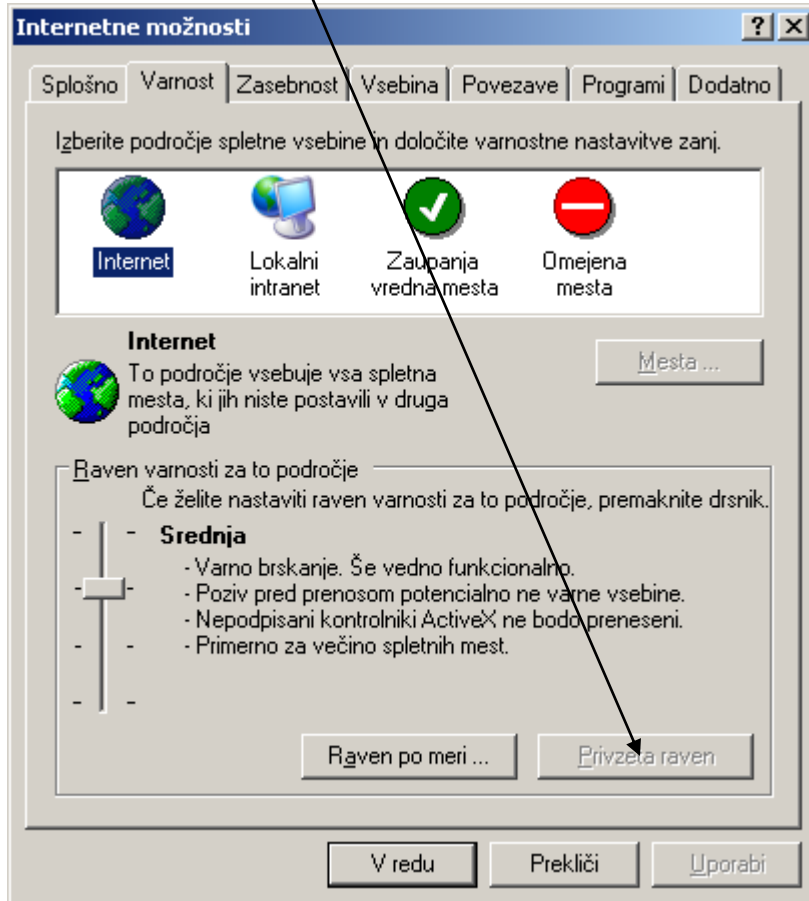 Internetne možnosti
Splošno Varnost Zasebnost Vsebina Povezave Programi Dodatno
Izberite področje spletne vsebine in določite varnostne nastavitve zanj.
Internet
Lokalni
intranet
Zaupanja
vredna mesta
Omejena
mesta
Internet
To področje vsebuje vsa spletna
mesta, ki jih niste postavili v druga
področja
Mesta ...
Raven varnosti za to področje
Če želite nastaviti raven varnosti za to področje, premaknite drsnik.
Srednja
- Varno brskanje. Še vedno funkcionalno.
- Poziv pred prenosom potencialno ne varne vsebine.
- Nepodpisani kontrolniki ActiveX ne bodo preneseni.
- Primerno za večino spletnih mest.
Raven po meri ... Privzeta raven
V redu Prekliči Uporabi